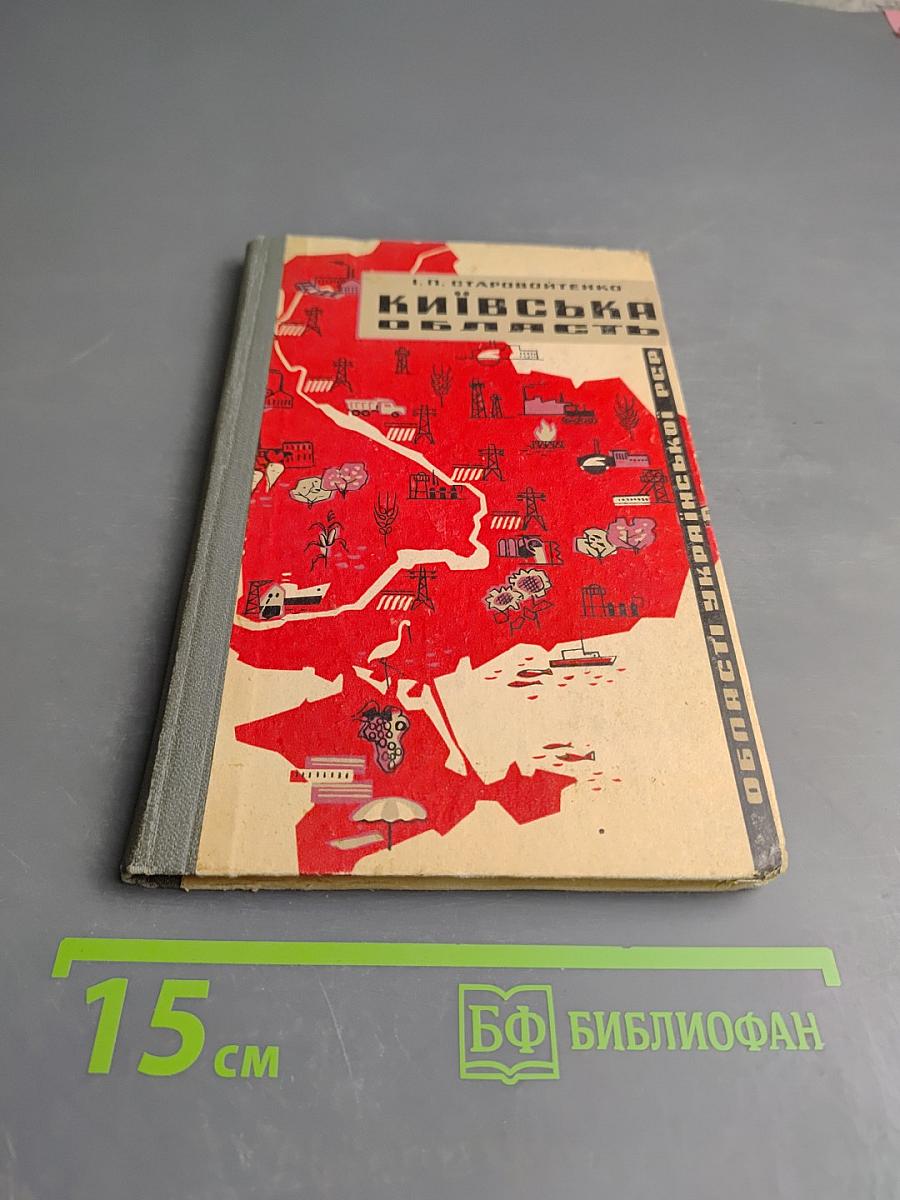 І. П. СТАРОВОЙТЕНКО
КИЇВСЬКА
ОБЛАСТЬ
ОБЛАСТІ УКРАЇНСЬКОЇ РСР
15 см
БФ БИБЛИОФАН